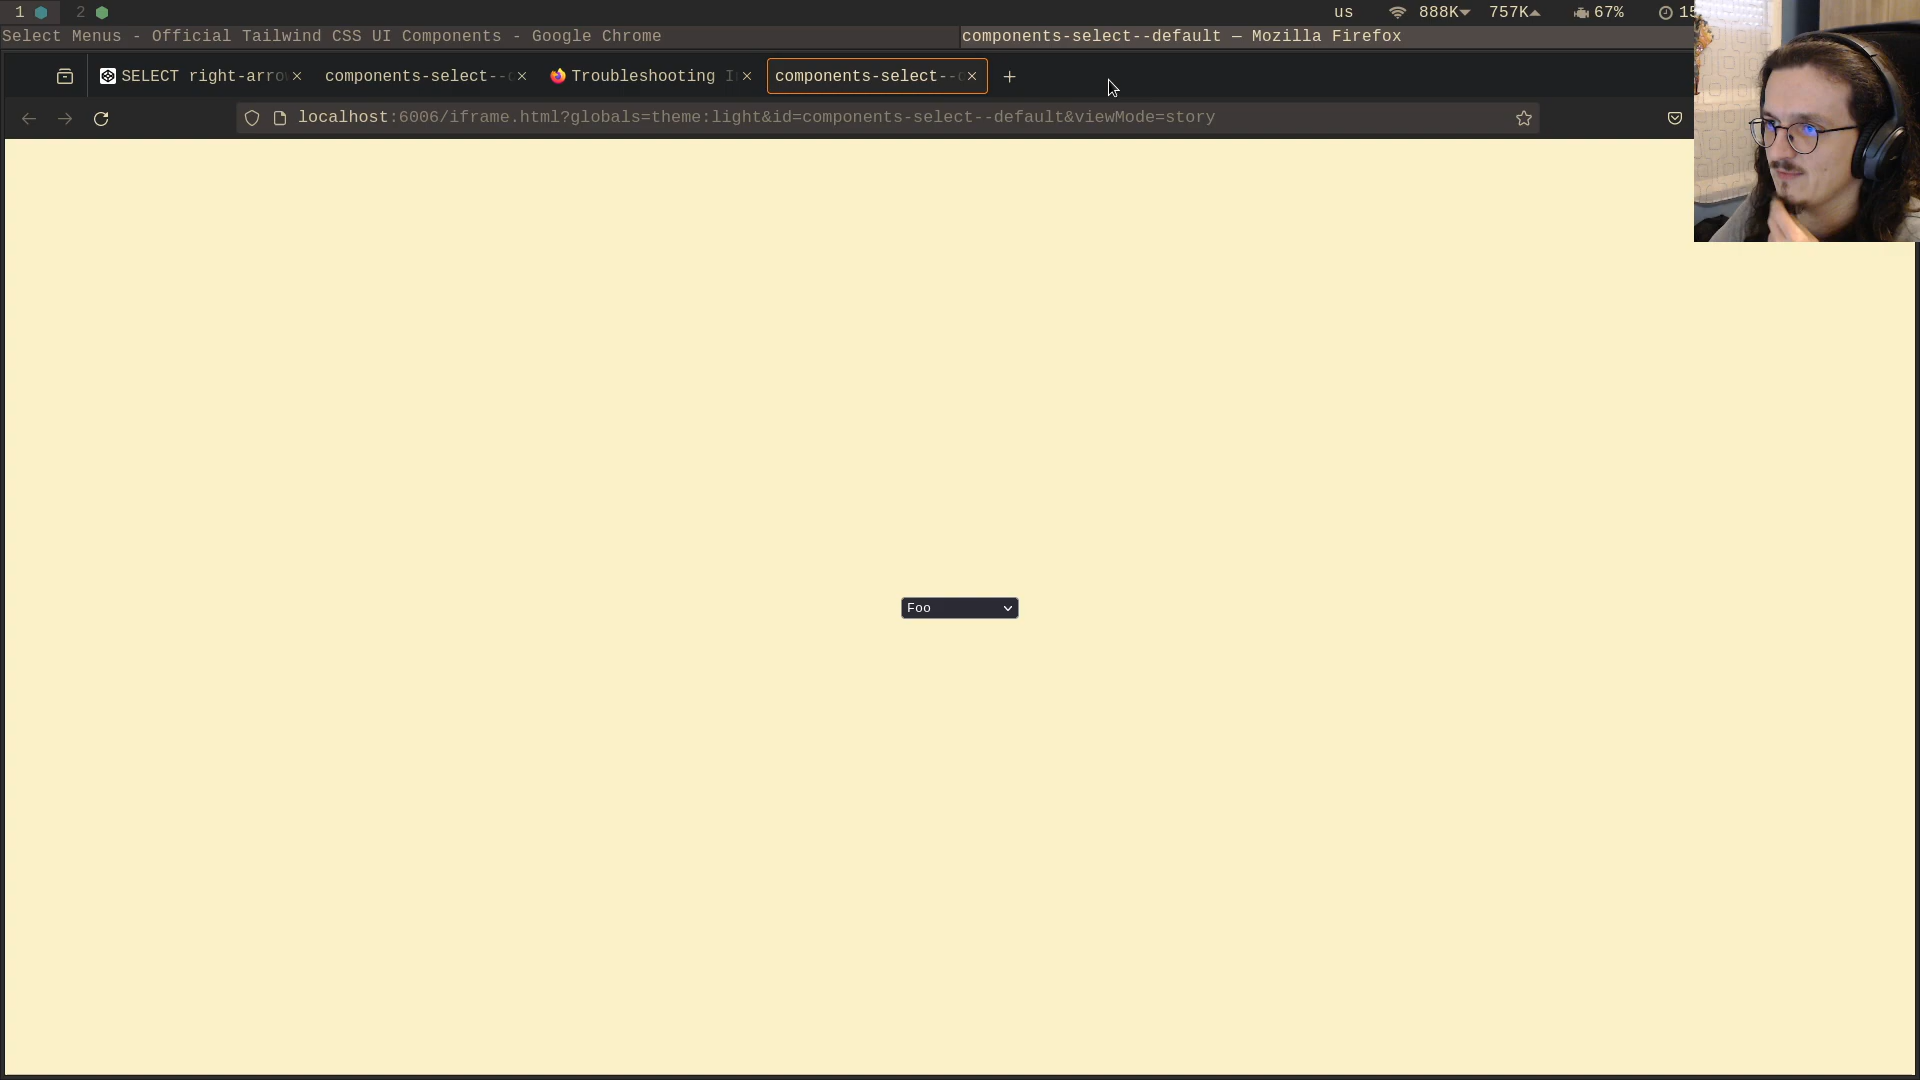 1 2 us 888K 757K 67% 15
Select Menus - Official Tailwind CSS UI Components - Google Chrome
components-select--default — Mozilla Firefox
SELECT right-arro
components-select--
Troubleshooting I
components-select--
localhost:6006/iframe.html?globals=theme:light&id=components-select--default&viewMode=story
Foo